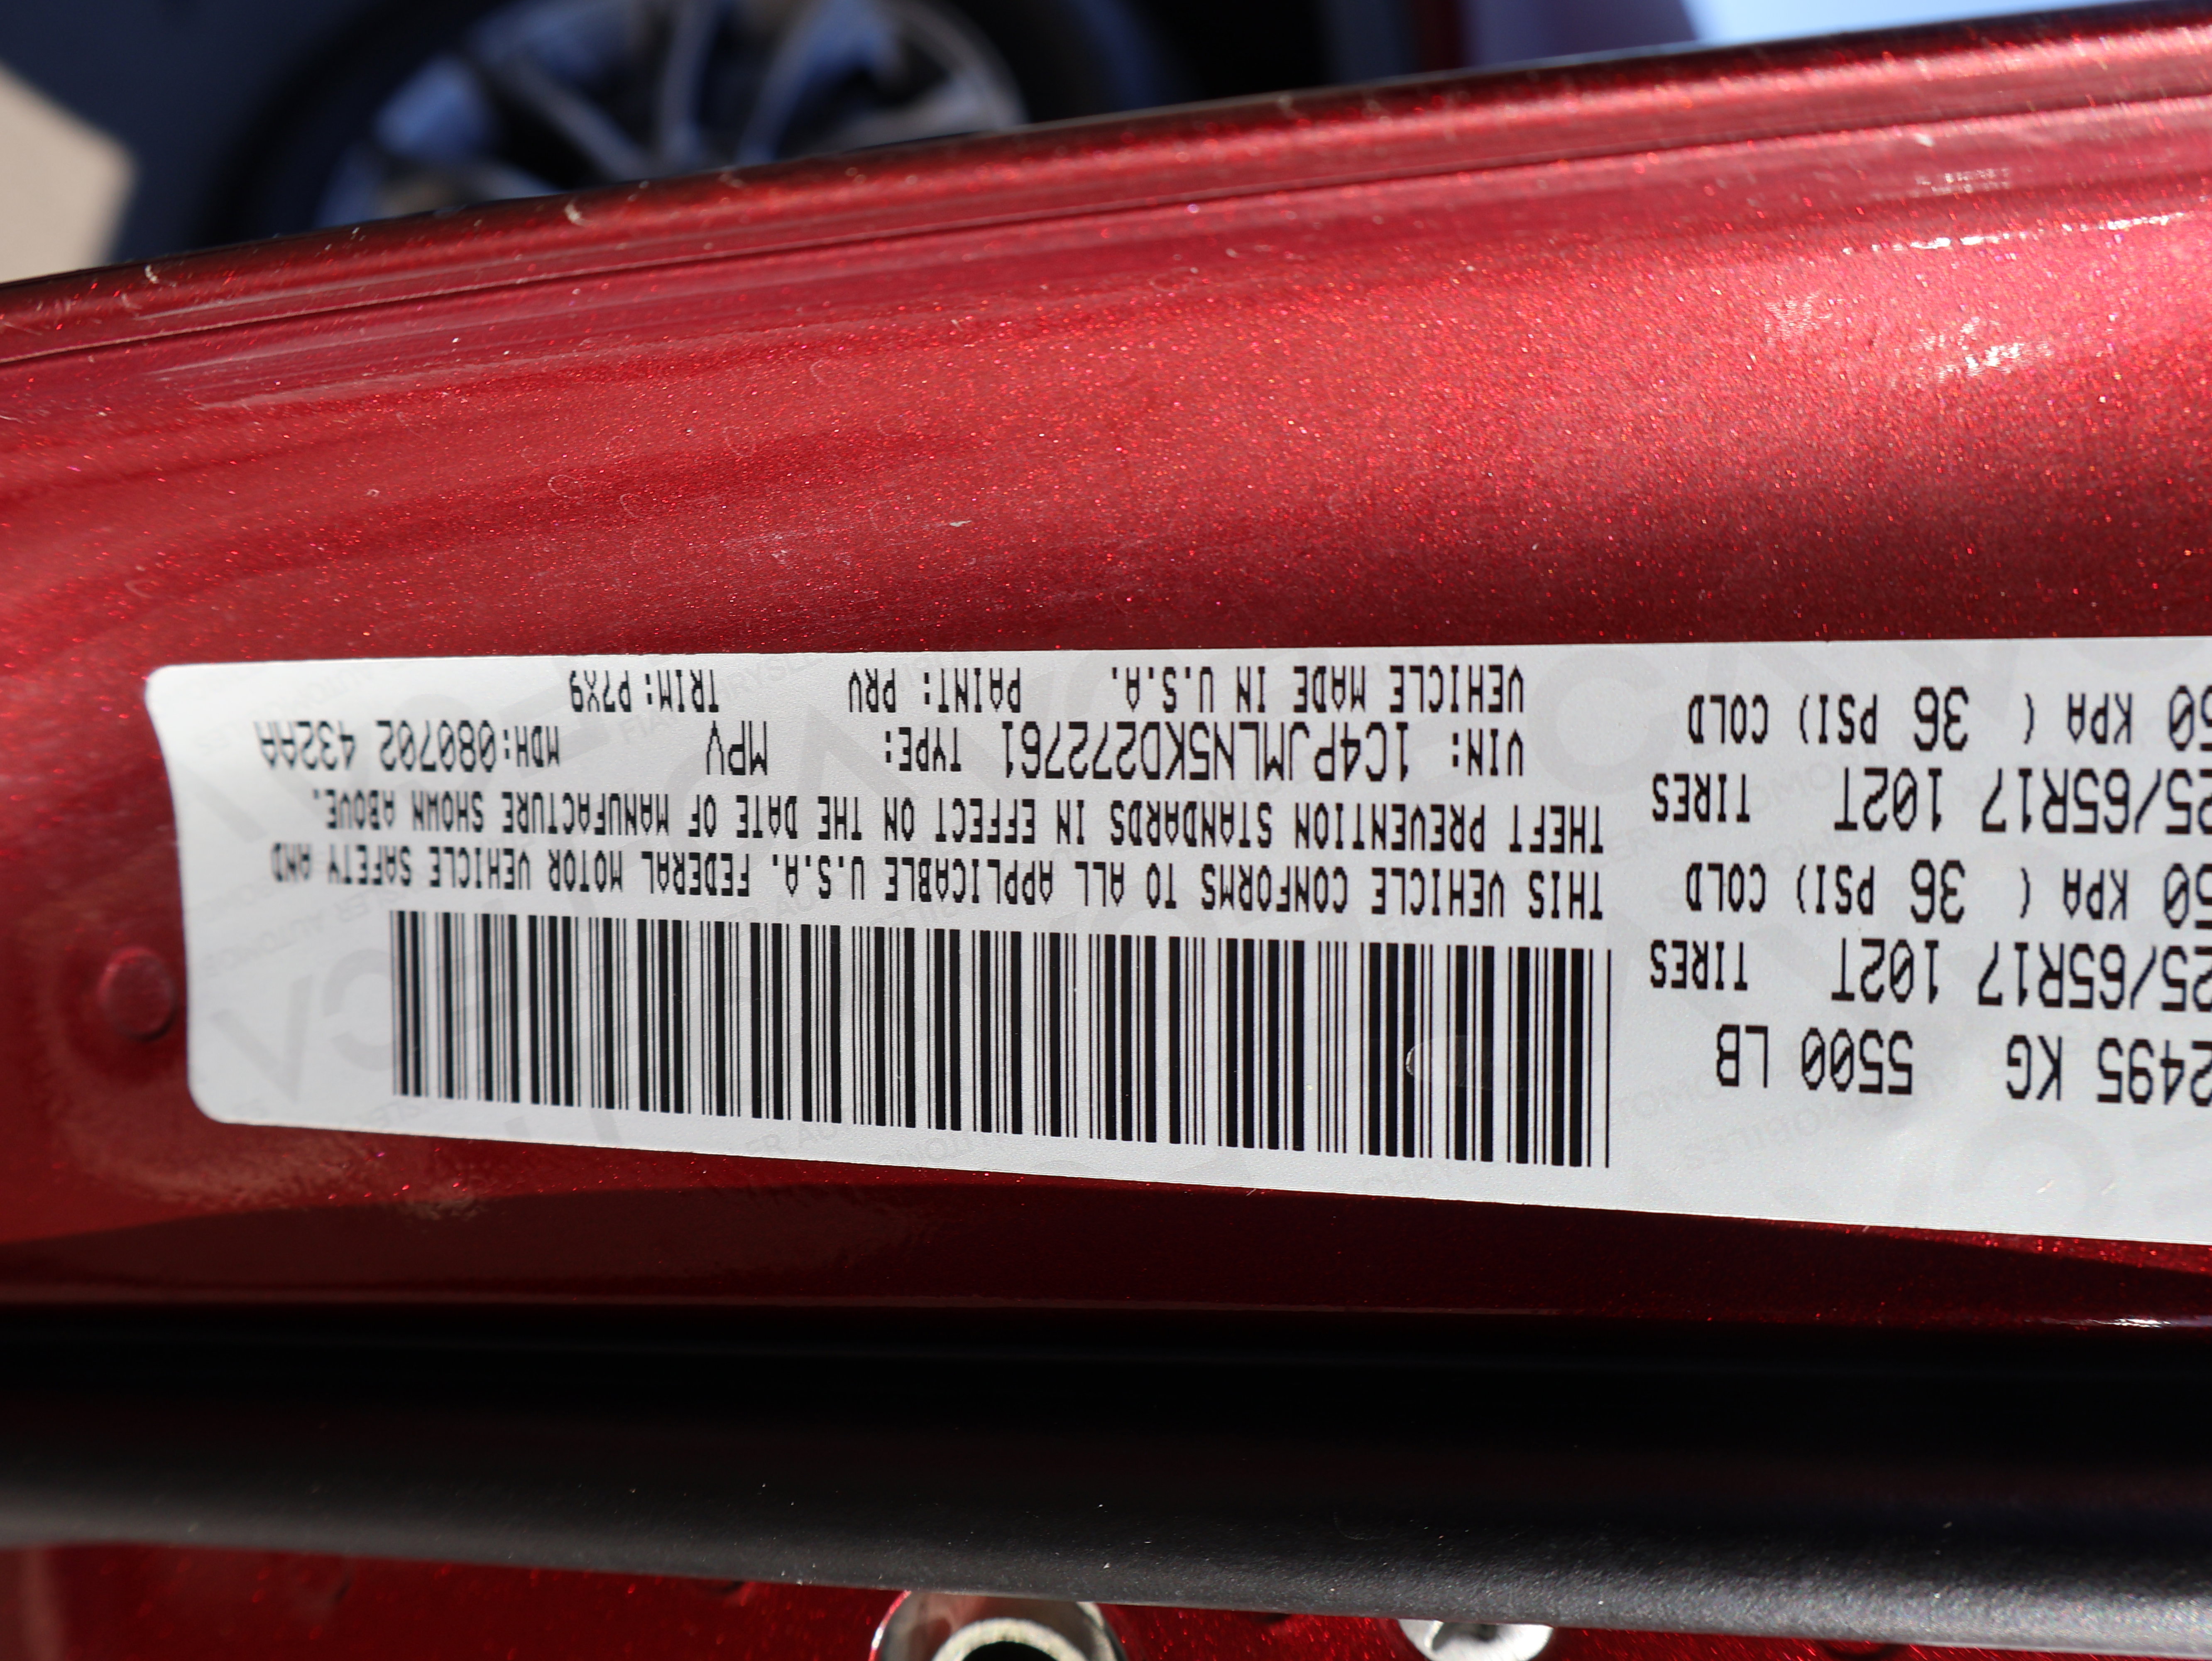 2495 KG 5500 LB
25/65R17 102T TIRES
50 KPA ( 36 PSI) COLD
25/65R17 102T TIRES
50 KPA ( 36 PSI) COLD
THIS VEHICLE CONFORMS TO ALL APPLICABLE U.S.A. FEDERAL MOTOR VEHICLE SAFETY AND
THEFT PREVENTION STANDARDS IN EFFECT ON THE DATE OF MANUFACTURE SHOWN ABOVE.
VIN: 1C4PJMLN5KD272761 TYPE: MPV MDH:080702 432AA
VEHICLE MADE IN U.S.A. PAINT: PRV TRIM:P7X9